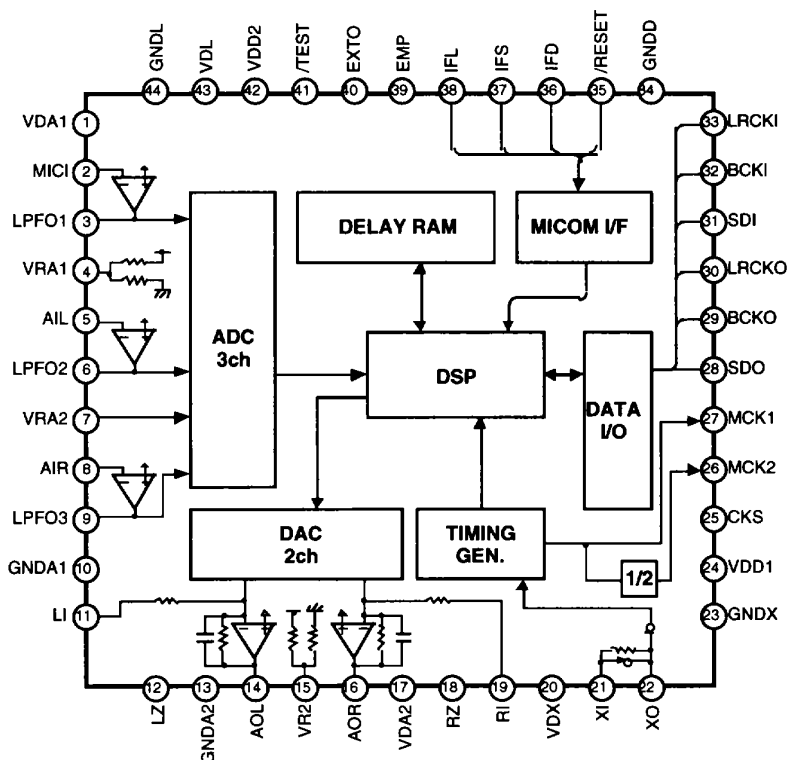 GNDL
VDL
VDD2
/TEST
EXTO
EMP
IFL
IFS
IFD
/RESET
GNDD
44
43
42
41
40
39
38
37
36
35
34
VDA1
1
MICI
2
LPFO1
3
VRA1
4
AIL
5
LPFO2
6
VRA2
7
AIR
8
LPFO3
9
GNDA1
10
LI
11
33
LRCKI
32
BCKI
31
SDI
30
LRCKO
29
BCKO
28
SDO
27
MCK1
26
MCK2
25
CKS
24
VDD1
23
GNDX
DELAY RAM
MICOM I/F
ADC
3ch
DSP
DATA
I/O
DAC
2ch
TIMING
GEN.
1/2
12
13
14
15
16
17
18
19
20
21
22
LZ
GNDA2
AOL
VR2
AOR
VDA2
RZ
RI
VDX
XI
XO